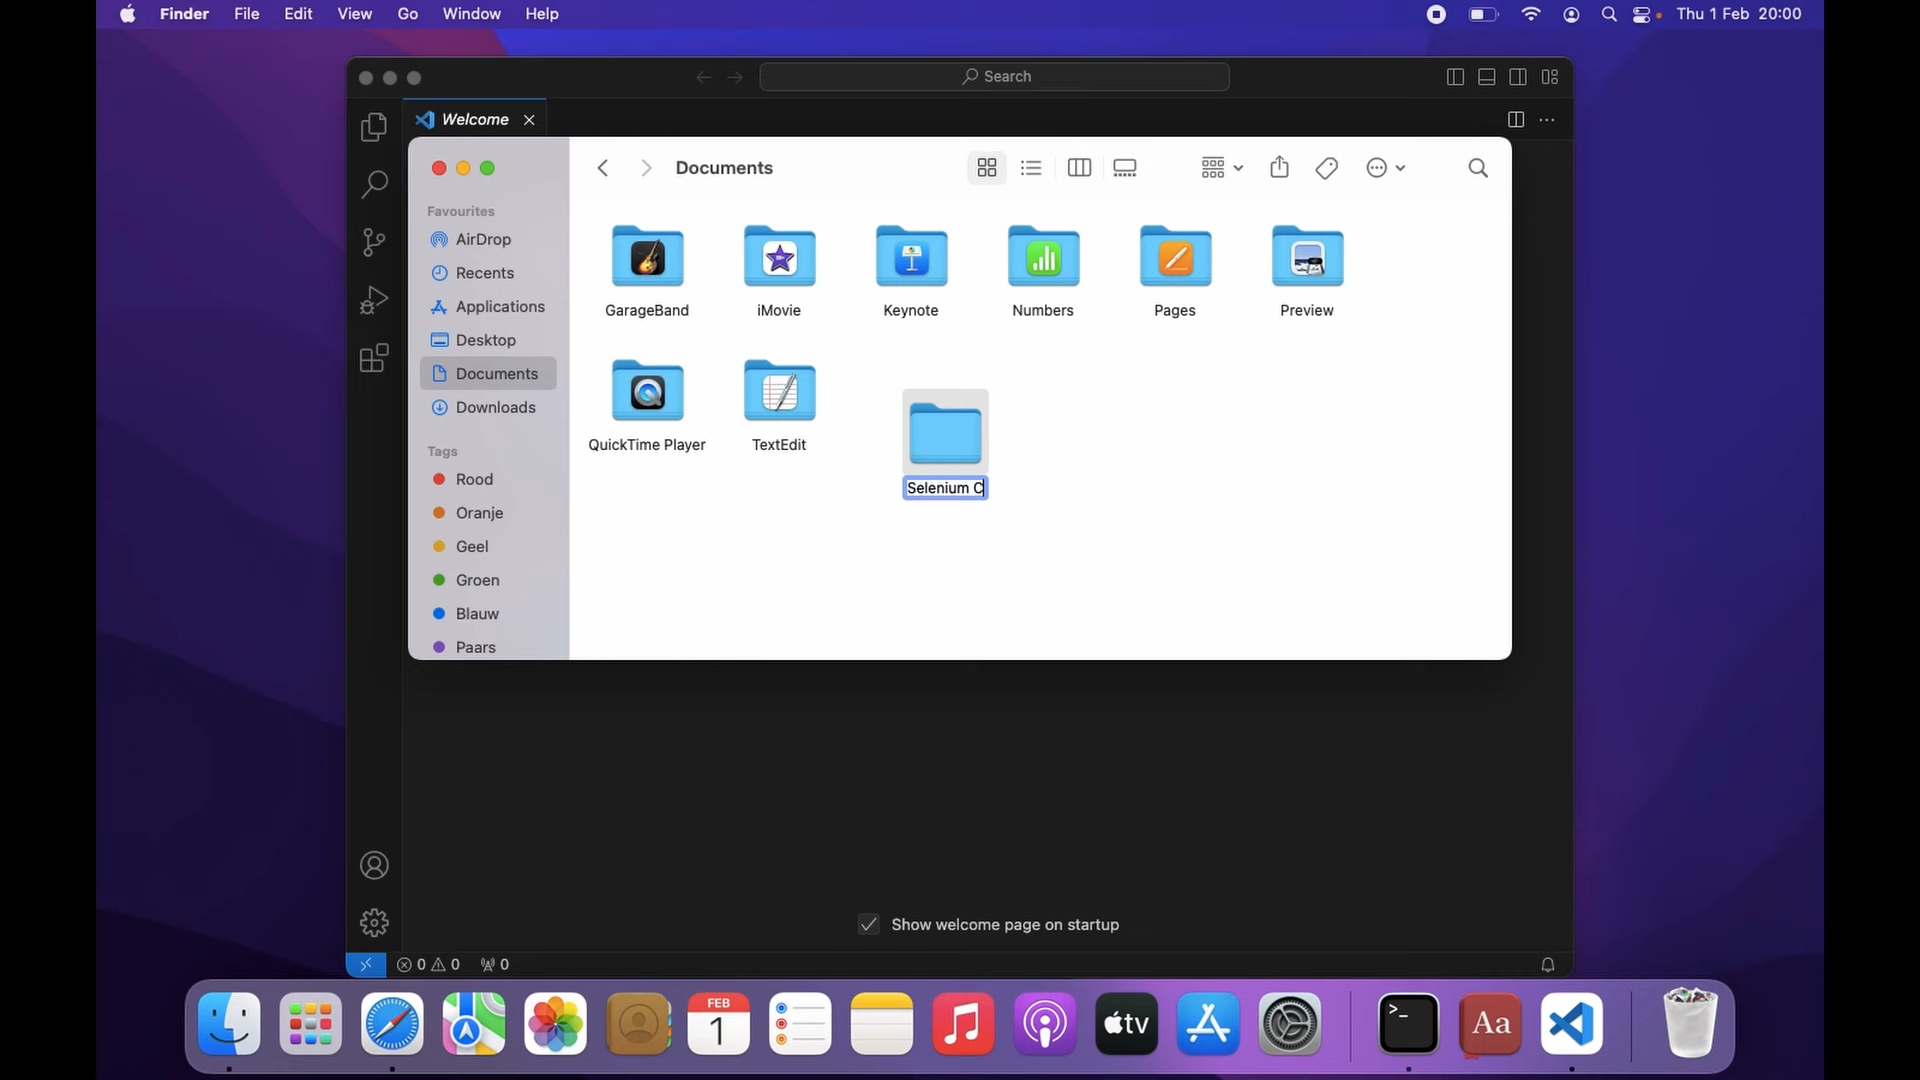 Finder File Edit View Go Window Help Thu 1 Feb 20:00
Search
Welcome
Documents
Favourites
AirDrop
Recents
Applications
Desktop
Documents
Downloads
Tags
Rood
Oranje
Geel
Groen
Blauw
Paars
GarageBand iMovie Keynote Numbers Pages Preview
QuickTime Player TextEdit
Selenium C
Show welcome page on startup
0 0 0
FEB
1
tv
>_
Aa